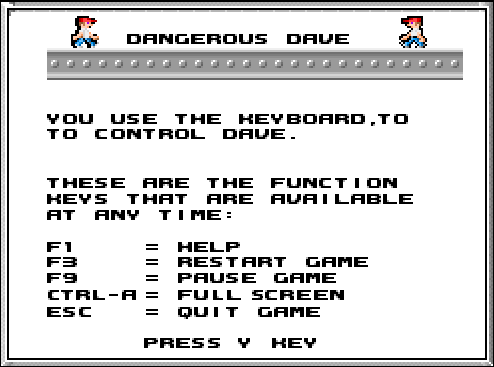 DANGEROUS DAVE
YOU USE THE KEYBOARD,TO
TO CONTROL DAVE.
THESE ARE THE FUNCTION
KEYS THAT ARE AVAILABLE
AT ANY TIME:
F1 = HELP
F3 = RESTART GAME
F9 = PAUSE GAME
CTRL-A = FULL SCREEN
ESC = QUIT GAME
PRESS Y KEY